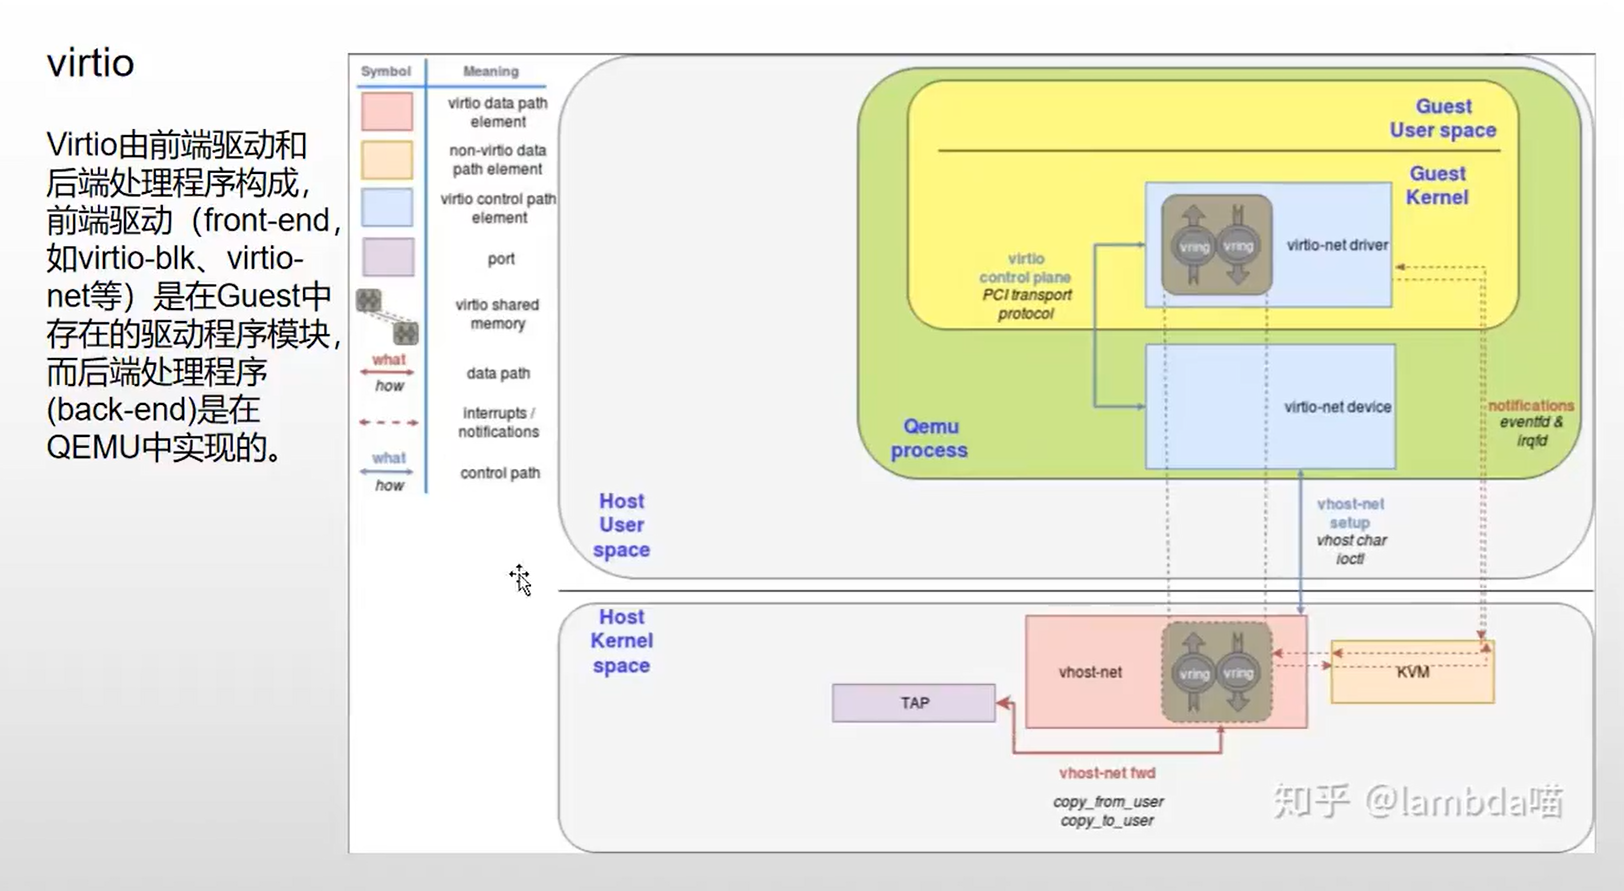 virtio
Virtio由前端驱动和
后端处理程序构成，
前端驱动（front-end，
如virtio-blk、virtio-
net等）是在Guest中
存在的驱动程序模块，
而后端处理程序
(back-end)是在
QEMU中实现的。
Symbol Meaning
virtio data path
element
non-virtio data
path element
virtio control path
element
port
virtio shared
memory
what
how
data path
interrupts /
notifications
what
how
control path
Guest
User space
Guest
Kernel
vring vring
virtio-net driver
virtio
control plane
PCI transport
protocol
virtio-net device
Qemu
process
notifications
eventfd &
irqfd
Host
User
space
vhost-net
setup
vhost char
ioctl
Host
Kernel
space
vhost-net
vring vring
KVM
TAP
vhost-net fwd
copy_from_user
copy_to_user
知乎 @lambda喵